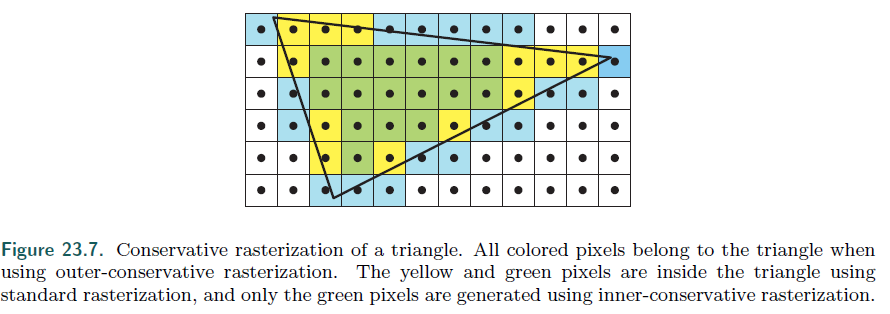 Figure 23.7. Conservative rasterization of a triangle. All colored pixels belong to the triangle when
using outer-conservative rasterization. The yellow and green pixels are inside the triangle using
standard rasterization, and only the green pixels are generated using inner-conservative rasterization.